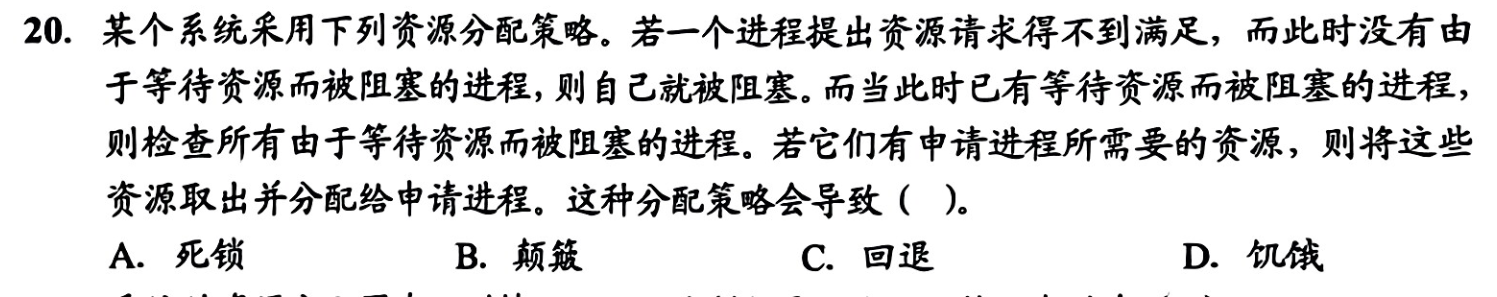 20. 某个系统采用下列资源分配策略。若一个进程提出资源请求得不到满足，而此时没有由
于等待资源而被阻塞的进程，则自己就被阻塞。而当此时已有等待资源而被阻塞的进程，
则检查所有由于等待资源而被阻塞的进程。若它们有申请进程所需要的资源，则将这些
资源取出并分配给申请进程。这种分配策略会导致（ ）。
A. 死锁 B. 颠簸 C. 回退 D. 饥饿